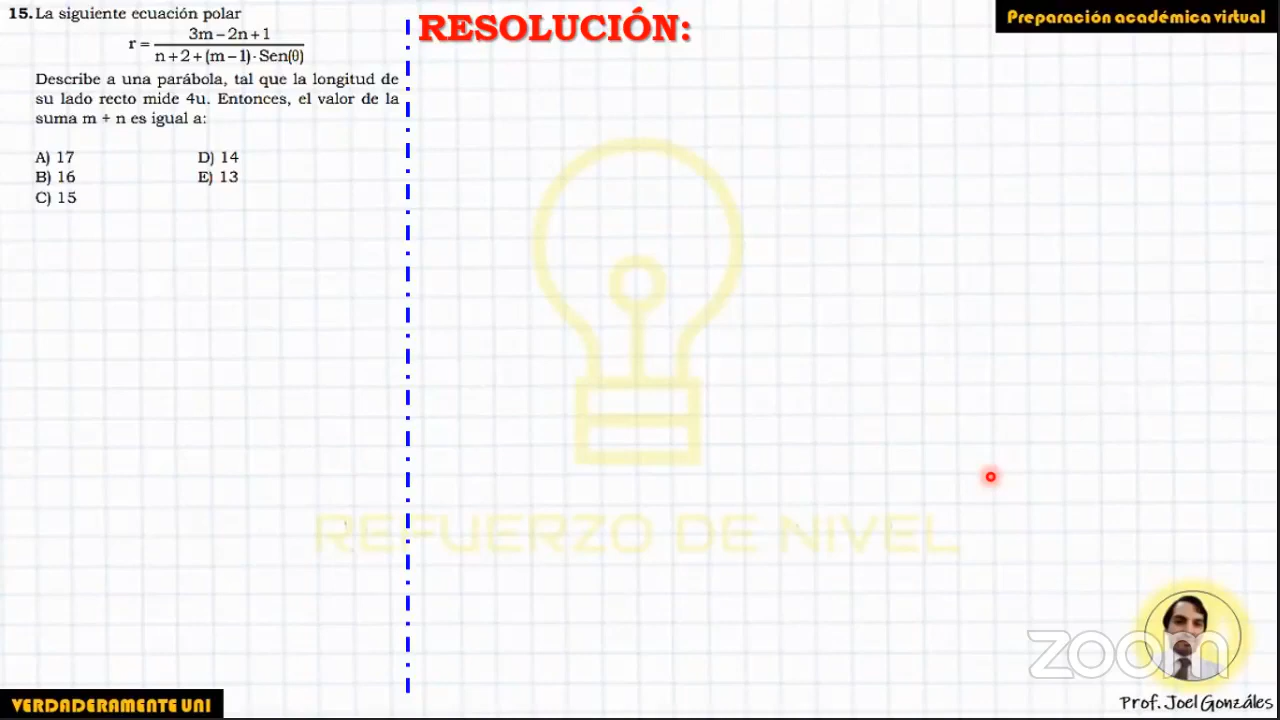 15. La siguiente ecuación polar
r = 3m – 2n + 1 / n + 2 + (m – 1) · Sen(θ)
Describe a una parábola, tal que la longitud de
su lado recto mide 4u. Entonces, el valor de la
suma m + n es igual a:
A) 17 D) 14
B) 16 E) 13
C) 15
RESOLUCIÓN:
Preparación académica virtual
REFUERZO DE NIVEL
zoom
Prof. Joel Gonzáles
VERDADERAMENTE UNI